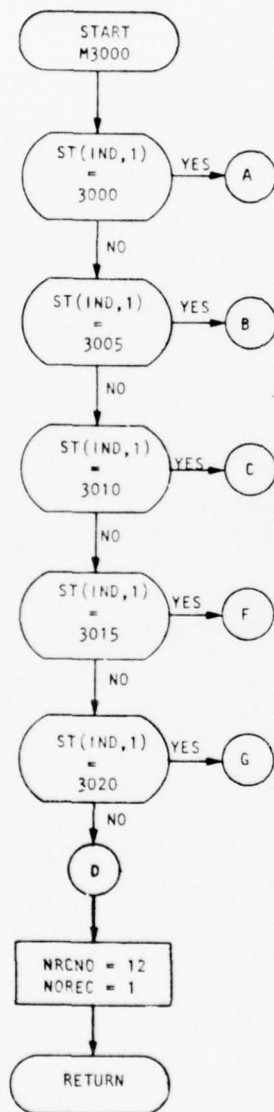 START
M3000
ST(IND,1)
=
3000
YES
A
NO
ST(IND,1)
=
3005
YES
B
NO
ST(IND,1)
=
3010
YES
C
NO
ST(IND,1)
=
3015
YES
F
NO
ST(IND,1)
=
3020
YES
G
NO
D
NRCNO = 12
NOREC = 1
RETURN